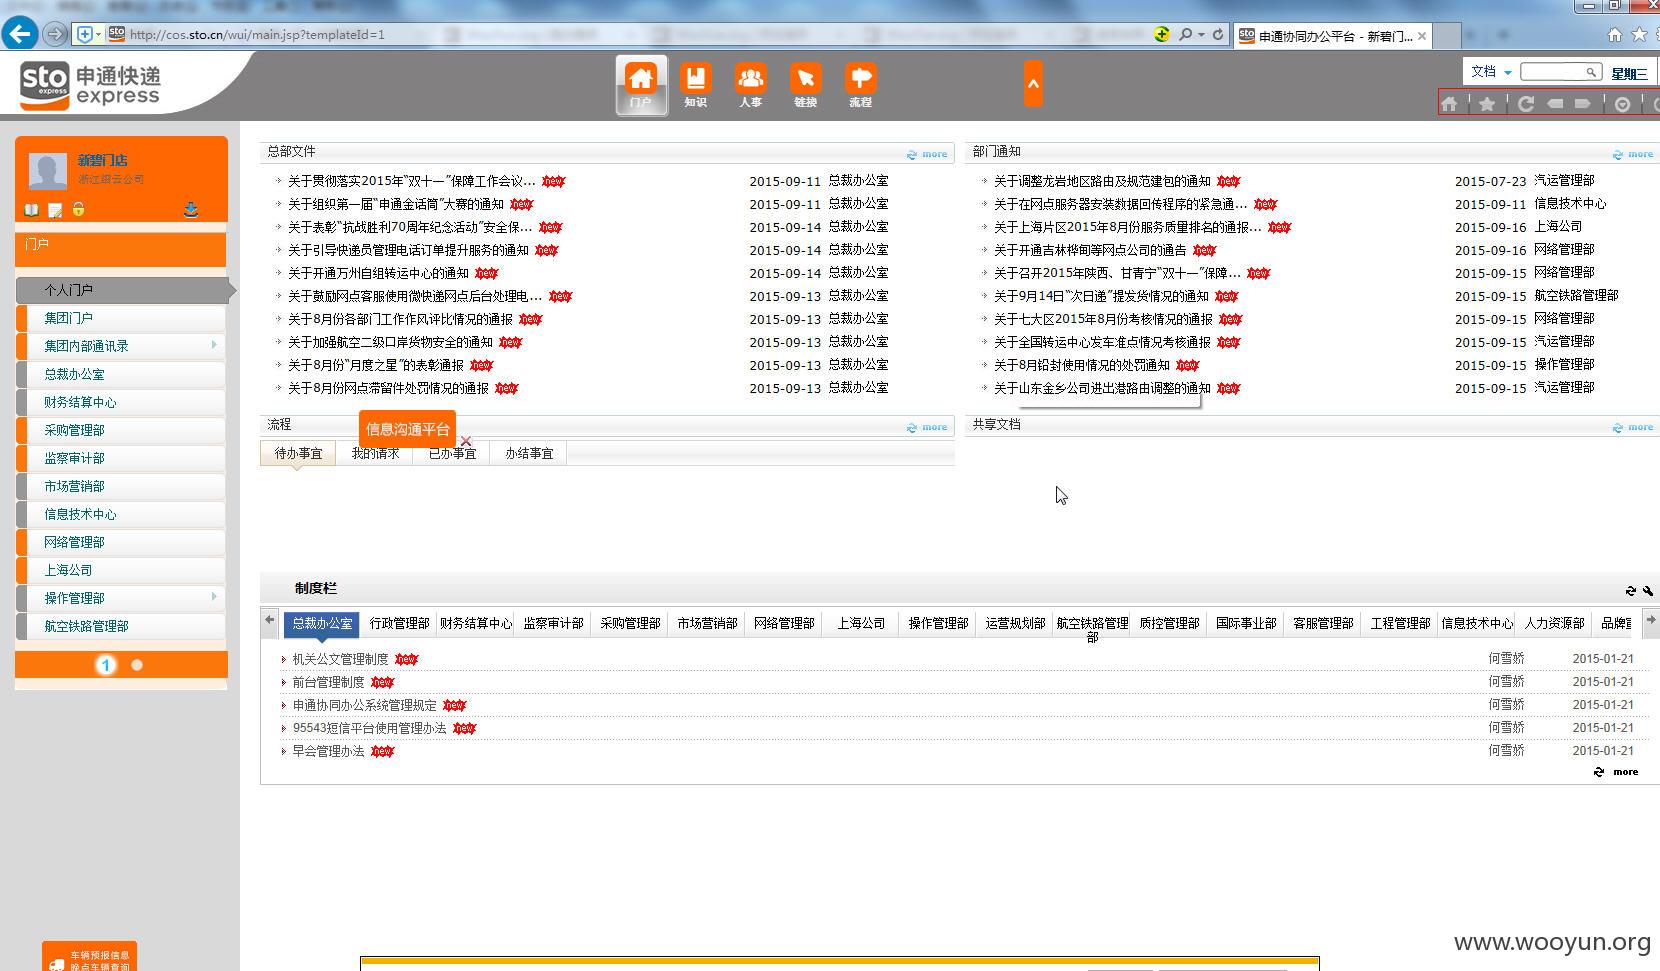 http://cos.sto.cn/wui/main.jsp?templateId=1
申通协同办公平台 - 新碧门...
sto express 申通快递 express
门户 知识 人事 链接 流程
文档 星期三
新碧门店
门户
个人门户
集团门户
集团内部通讯录
总裁办公室
财务结算中心
采购管理部
监察审计部
市场营销部
信息技术中心
网络管理部
上海公司
操作管理部
航空铁路管理部
1
车辆预报信息
晚点车辆查询
总部文件 more
关于贯彻落实2015年“双十一”保障工作会议... new 2015-09-11 总裁办公室
关于组织第一届“申通金话筒”大赛的通知 new 2015-09-11 总裁办公室
关于表彰“抗战胜利70周年纪念活动”安全保... new 2015-09-14 总裁办公室
关于引导快递员管理电话订单提升服务的通知 new 2015-09-14 总裁办公室
关于开通万州自组转运中心的通知 new 2015-09-14 总裁办公室
关于鼓励网点客服使用微快递网点后台处理电... new 2015-09-13 总裁办公室
关于8月份各部门工作作风评比情况的通报 new 2015-09-13 总裁办公室
关于加强航空二级口岸货物安全的通知 new 2015-09-13 总裁办公室
关于8月份“月度之星”的表彰通报 new 2015-09-13 总裁办公室
关于8月份网点滞留件处罚情况的通报 new 2015-09-13 总裁办公室
部门通知 more
关于调整龙岩地区路由及规范建包的通知 new 2015-07-23 汽运管理部
关于在网点服务器安装数据回传程序的紧急通... new 2015-09-11 信息技术中心
关于上海片区2015年8月份服务质量排名的通报... new 2015-09-16 上海公司
关于开通吉林桦甸等网点公司的通告 new 2015-09-16 网络管理部
关于召开2015年陕西、甘青宁“双十一”保障... new 2015-09-15 网络管理部
关于9月14日“次日递”提发货情况的通知 new 2015-09-15 航空铁路管理部
关于七大区2015年8月份考核情况的通报 new 2015-09-15 网络管理部
关于全国转运中心发车准点情况考核通报 new 2015-09-15 汽运管理部
关于8月铅封使用情况的处罚通知 new 2015-09-15 操作管理部
关于山东金乡公司进出港路由调整的通知 new 2015-09-15 汽运管理部
流程 more
信息沟通平台
待办事宜 我的请求 已办事宜 办结事宜
共享文档 more
制度栏
总裁办公室 行政管理部 财务结算中心 监察审计部 采购管理部 市场营销部 网络管理部 上海公司 操作管理部 运营规划部 航空铁路管理部 质控管理部 国际事业部 客服管理部 工程管理部 信息技术中心 人力资源部 品牌
机关公文管理制度 new 何雪娇 2015-01-21
前台管理制度 new 何雪娇 2015-01-21
申通协同办公系统管理规定 new 何雪娇 2015-01-21
95543短信平台使用管理办法 new 何雪娇 2015-01-21
早会管理办法 new 何雪娇 2015-01-21
more
www.wooyun.org